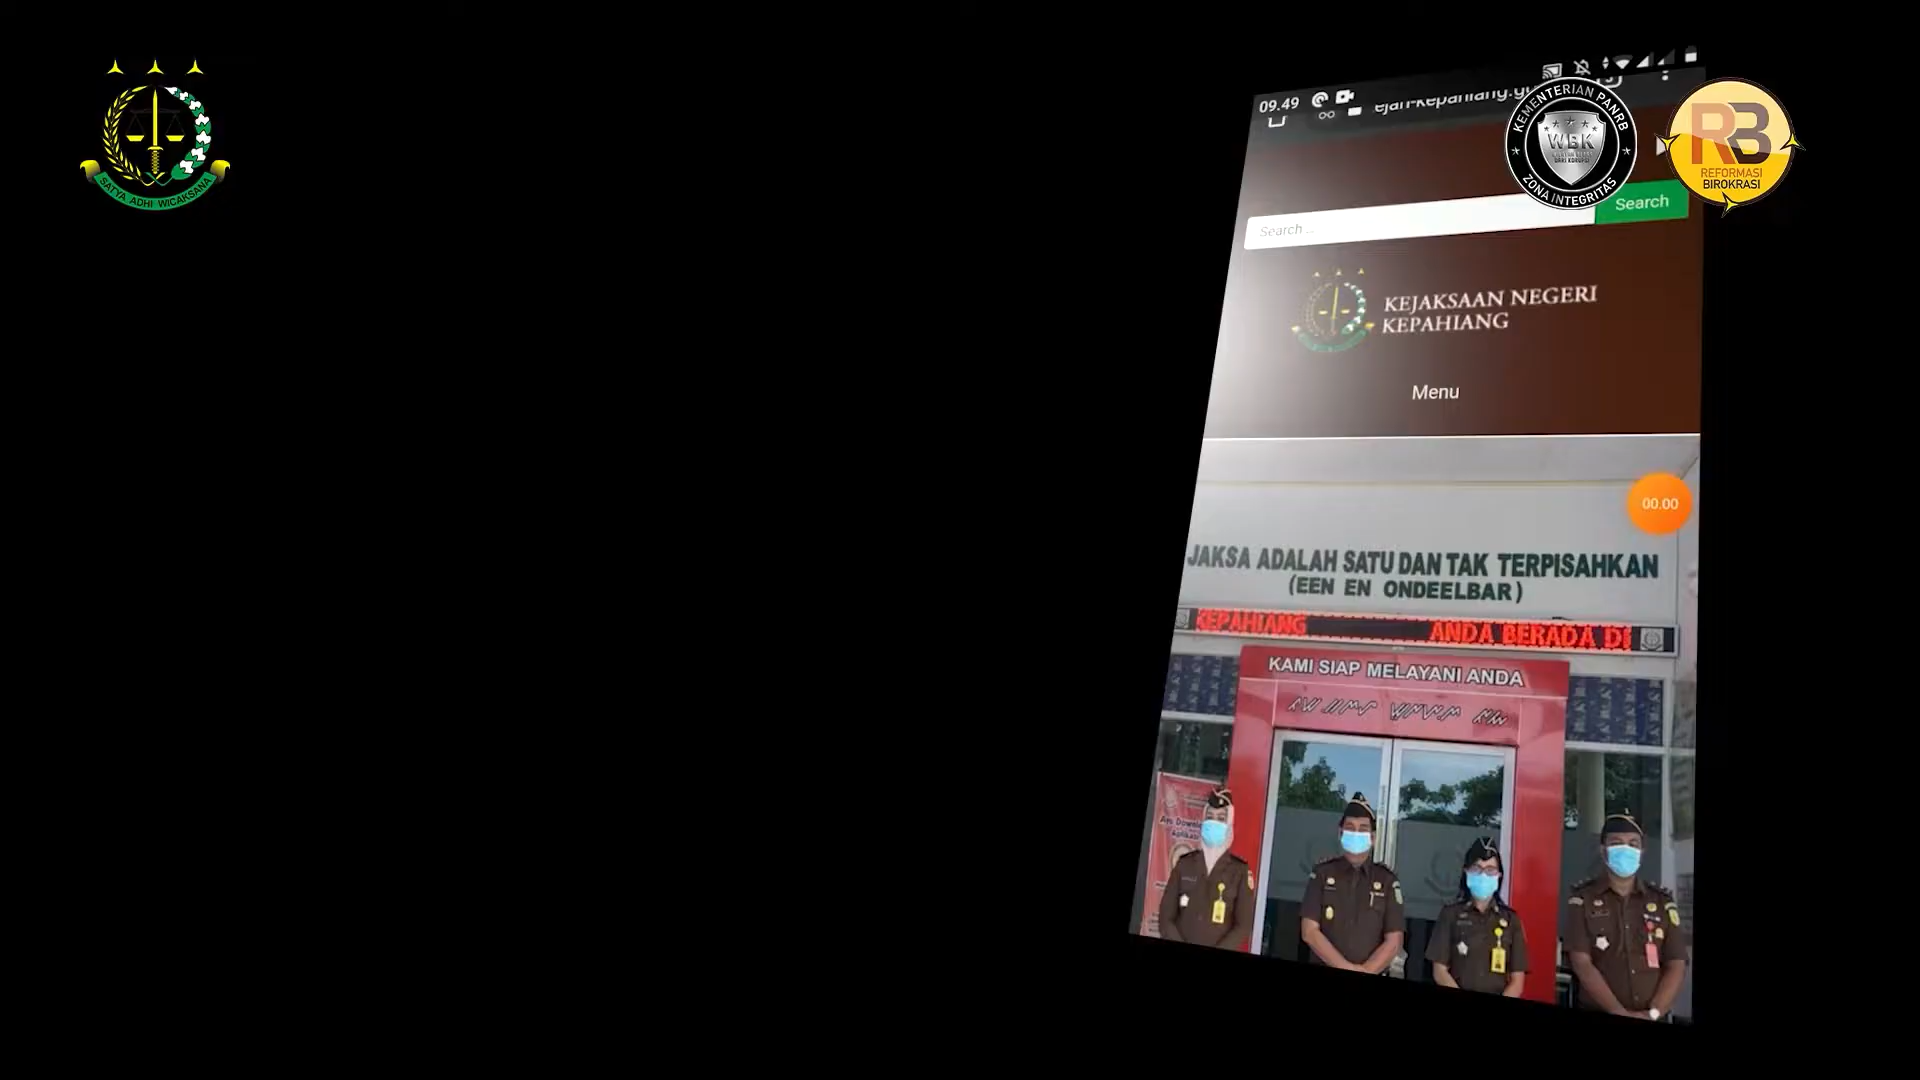 SATYA ADHI WICAKSANA
09.49
KEMENTERIAN PANRB
WBK
ZONA INTEGRITAS
RB
REFORMASI
BIROKRASI
Search ...
Search
KEJAKSAAN NEGERI
KEPAHIANG
Menu
00.00
JAKSA ADALAH SATU DAN TAK TERPISAHKAN
(EEN EN ONDEELBAR)
KEPAHIANG ANDA BERADA DI
KAMI SIAP MELAYANI ANDA